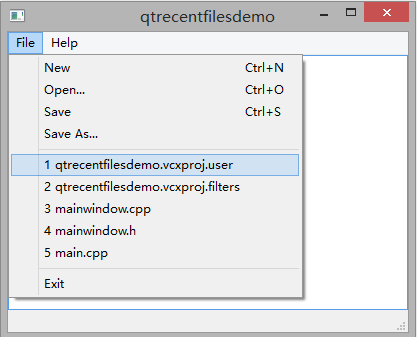 qtrecentfilesdemo
File Help
New Ctrl+N
Open... Ctrl+O
Save Ctrl+S
Save As...
1 qtrecentfilesdemo.vcxproj.user
2 qtrecentfilesdemo.vcxproj.filters
3 mainwindow.cpp
4 mainwindow.h
5 main.cpp
Exit